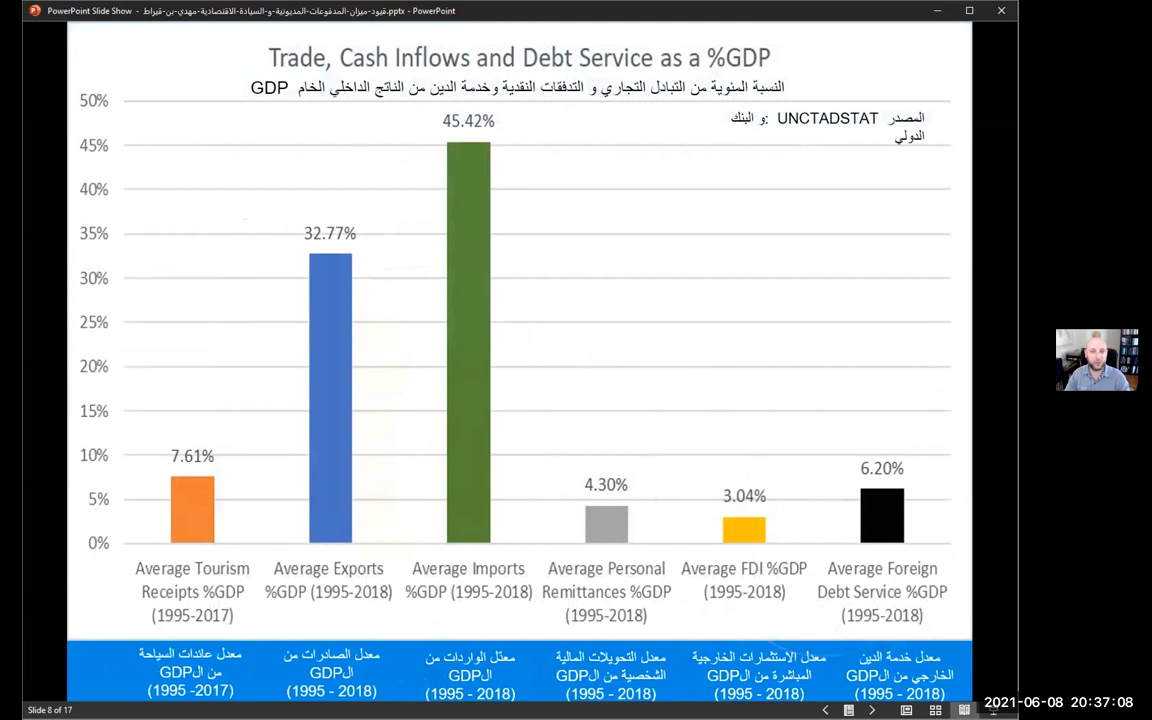 PowerPoint Slide Show - قيود-ميزان-المدفوعات-المديونية-و-السيادة-الاقتصادية-مهدي-بن-قيراط.pptx - PowerPoint
Trade, Cash Inflows and Debt Service as a %GDP
النسبة المئوية من التبادل التجاري و التدفقات النقدية وخدمة الدين من الناتج الداخلي الخام GDP
المصدر UNCTADSTAT :و البنك
الدولي
50%
45%
40%
35%
30%
25%
20%
15%
10%
5%
0%
7.61%
32.77%
45.42%
4.30%
3.04%
6.20%
Average Tourism
Receipts %GDP
(1995-2017)
Average Exports
%GDP (1995-2018)
Average Imports
%GDP (1995-2018)
Average Personal
Remittances %GDP
(1995-2018)
Average FDI %GDP
(1995-2018)
Average Foreign
Debt Service %GDP
(1995-2018)
معدل عائدات السياحة
من الGDP
(1995 -2017)
معدل الصادرات من
الGDP
(1995 - 2018)
معدّل الواردات من
الGDP
(1995 - 2018)
معدل التحويلات المالية
الشخصية من الGDP
(1995 - 2018)
معدل الاستثمارات الخارجية
المباشرة من الGDP
(1995 - 2018)
معدل خدمة الدين
الخارجي من الGDP
(1995 - 2018)
Slide 8 of 17
2021-06-08 20:37:08